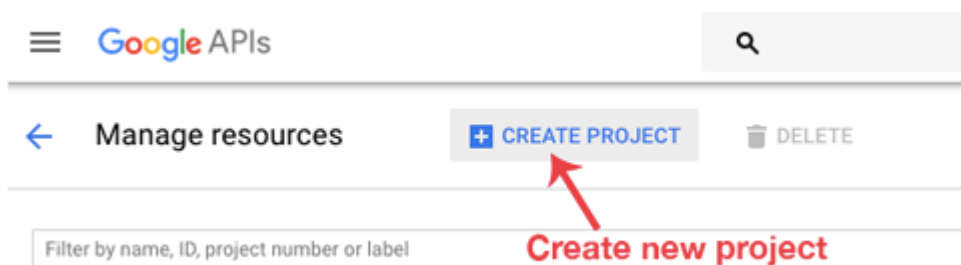 Google APIs
Manage resources
CREATE PROJECT
DELETE
Filter by name, ID, project number or label
Create new project